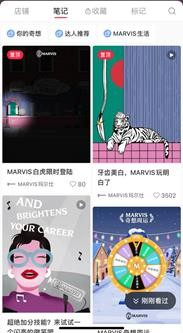 店铺
笔记
收藏
标记
你的奇想
达人推荐
MARVIS生活
置顶
MARVIS
置顶
MARVIS白虎限时登陆
MARVIS玛尔仕
80
牙齿美白，MARVIS玩明白了
MARVIS玛尔仕
3502
AND
BRIGHTENS
YOUR CAREER
超绝加分技能？来试试一
MARVIS
奇想周运
刚刚看过